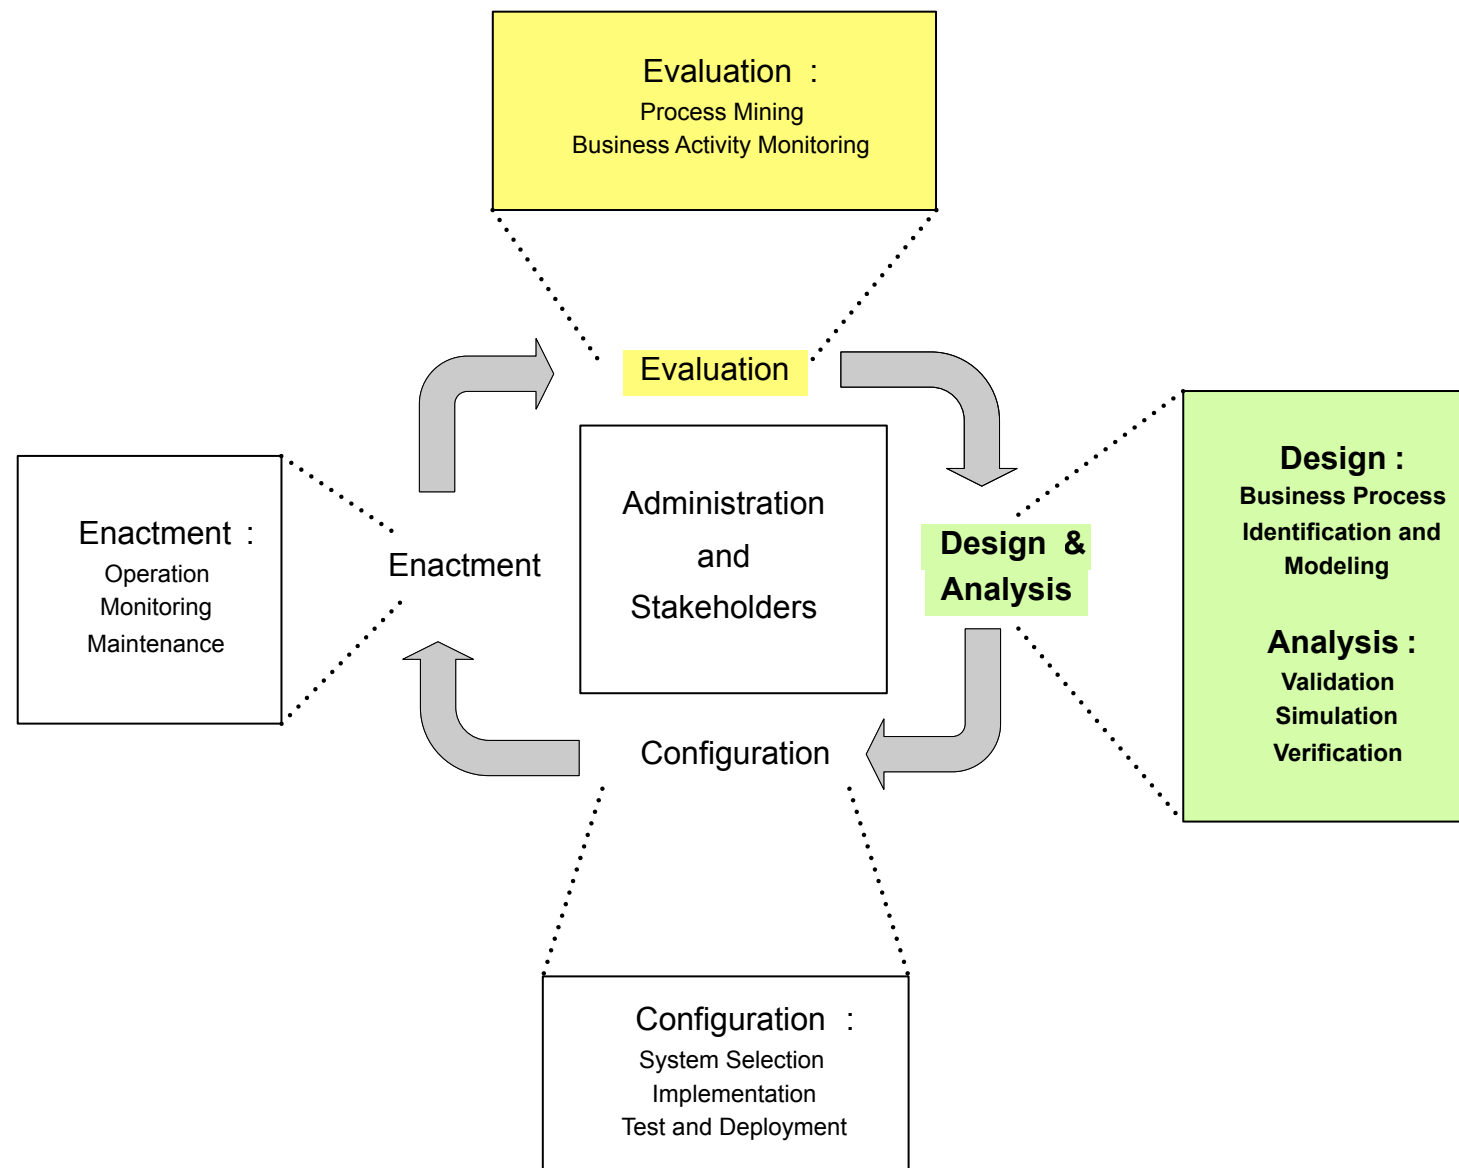 Evaluation :
Process Mining
Business Activity Monitoring
Evaluation
Enactment :
Operation
Monitoring
Maintenance
Enactment
Administration
and
Stakeholders
Design &
Analysis
Design :
Business Process
Identification and
Modeling
Analysis :
Validation
Simulation
Verification
Configuration
Configuration :
System Selection
Implementation
Test and Deployment